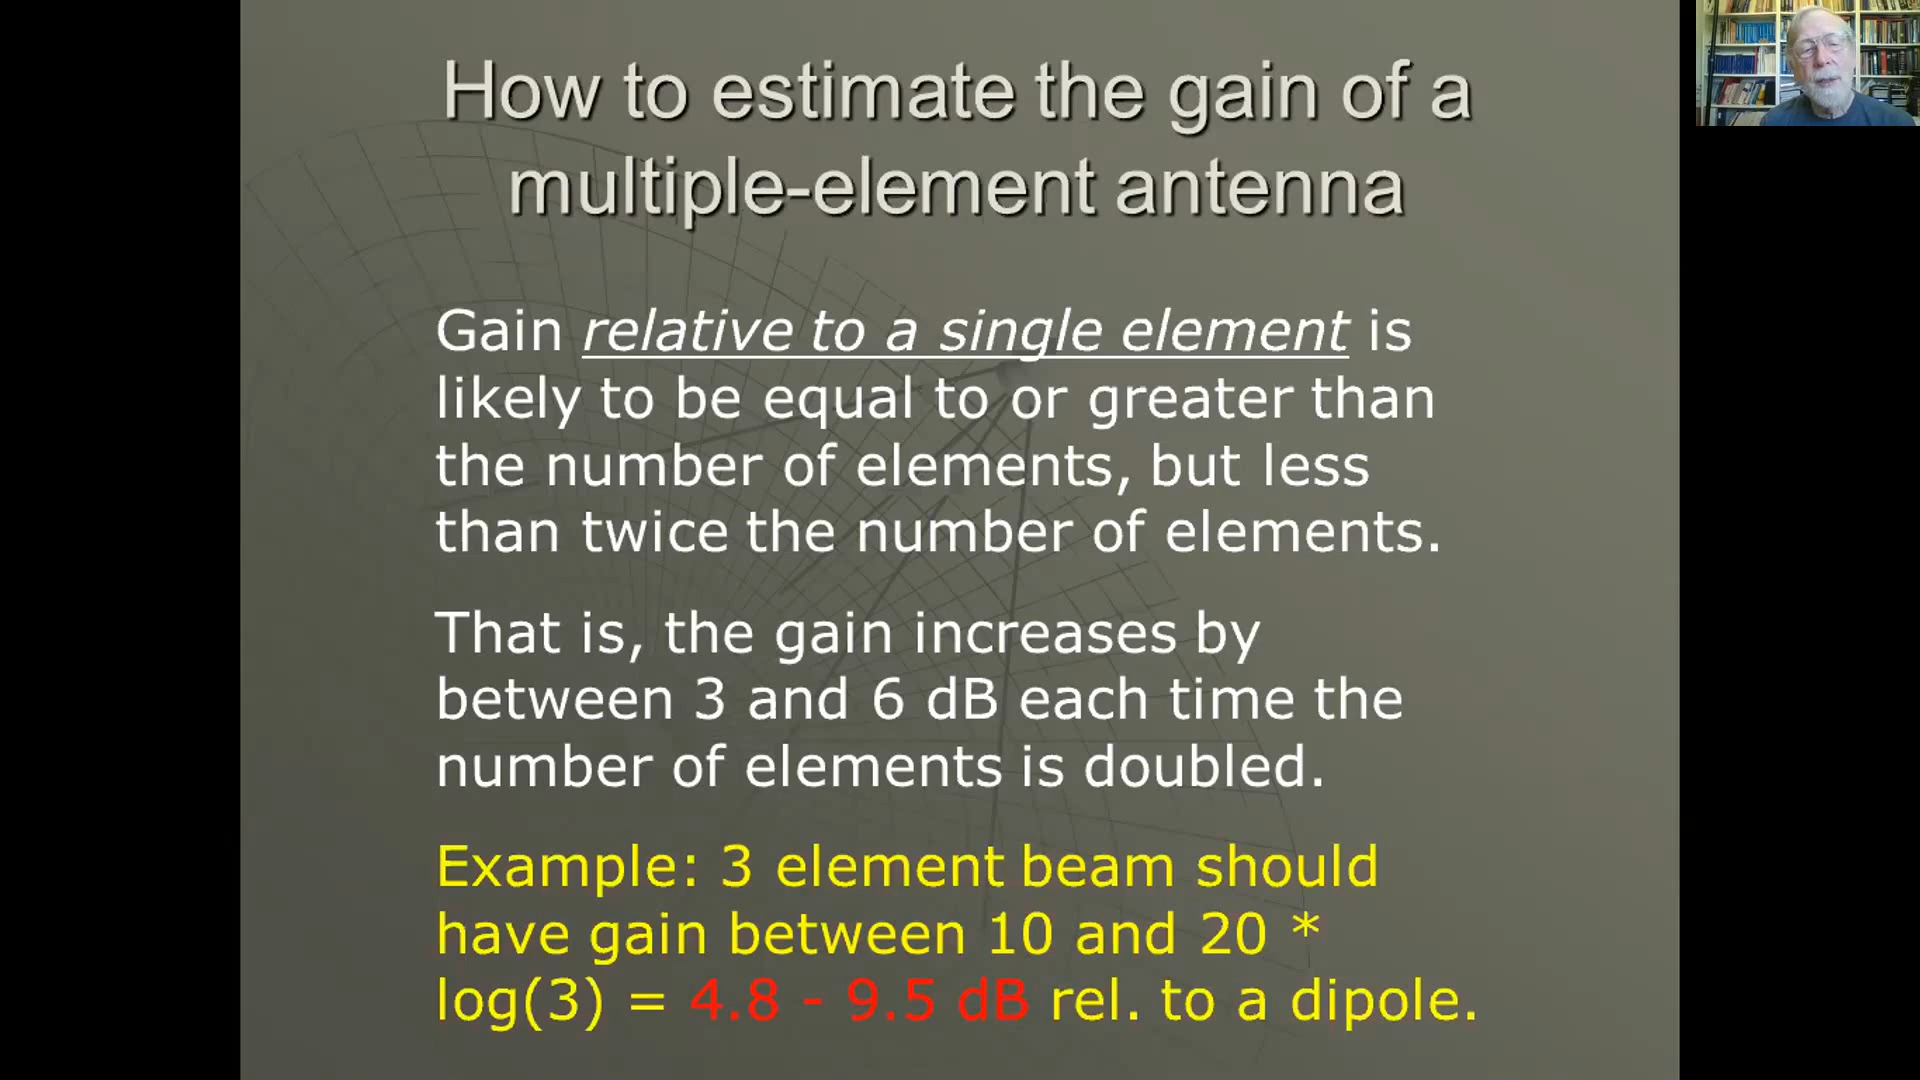 How to estimate the gain of a
multiple-element antenna
Gain relative to a single element is
likely to be equal to or greater than
the number of elements, but less
than twice the number of elements.
That is, the gain increases by
between 3 and 6 dB each time the
number of elements is doubled.
Example: 3 element beam should
have gain between 10 and 20 *
log(3) = 4.8 - 9.5 dB rel. to a dipole.